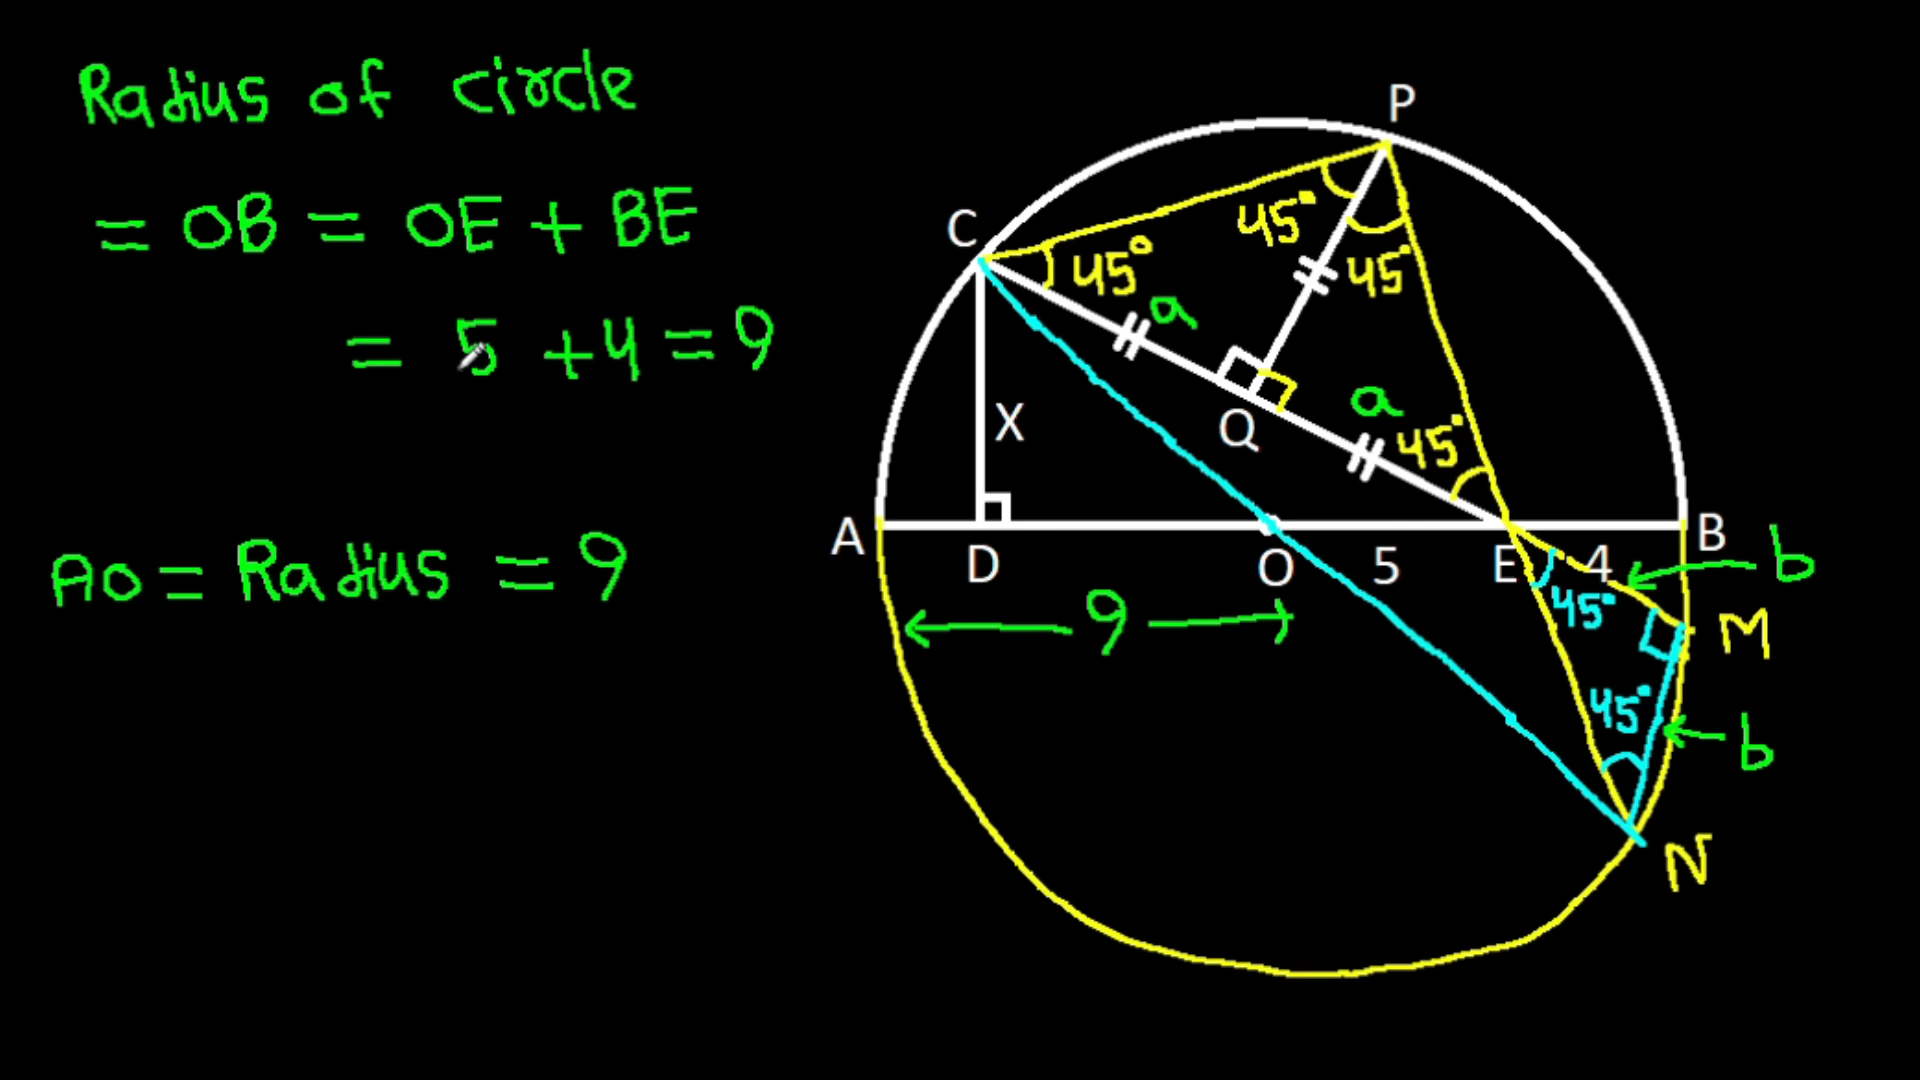 Radius of circle
= OB = OE + BE
= 5 + 4 = 9
AO = Radius = 9
P
C
45°
45°
45°
45°
a
a
X
Q
45°
A
D
O
5
E
4
B
b
9
45°
M
45°
b
N